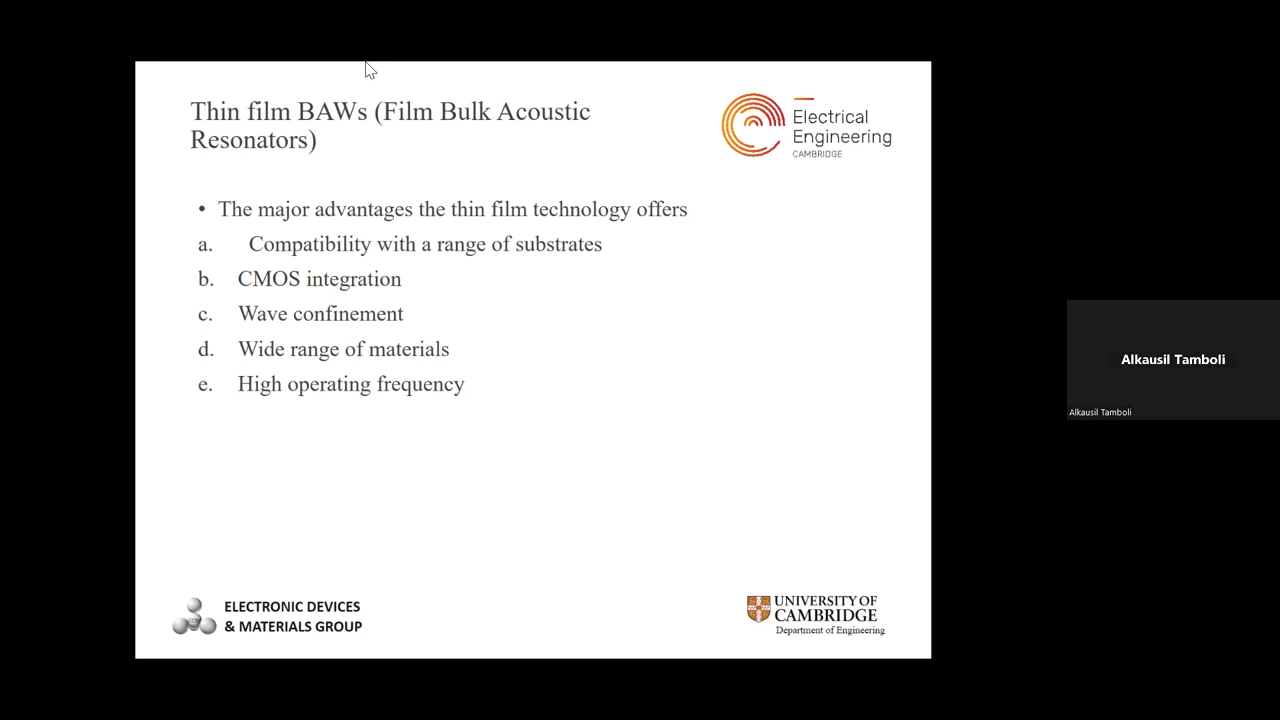 Thin film BAWs (Film Bulk Acoustic
Resonators)
Electrical
Engineering
CAMBRIDGE
• The major advantages the thin film technology offers
a. Compatibility with a range of substrates
b. CMOS integration
c. Wave confinement
d. Wide range of materials
e. High operating frequency
Alkausil Tamboli
Alkausil Tamboli
ELECTRONIC DEVICES
& MATERIALS GROUP
UNIVERSITY OF
CAMBRIDGE
Department of Engineering